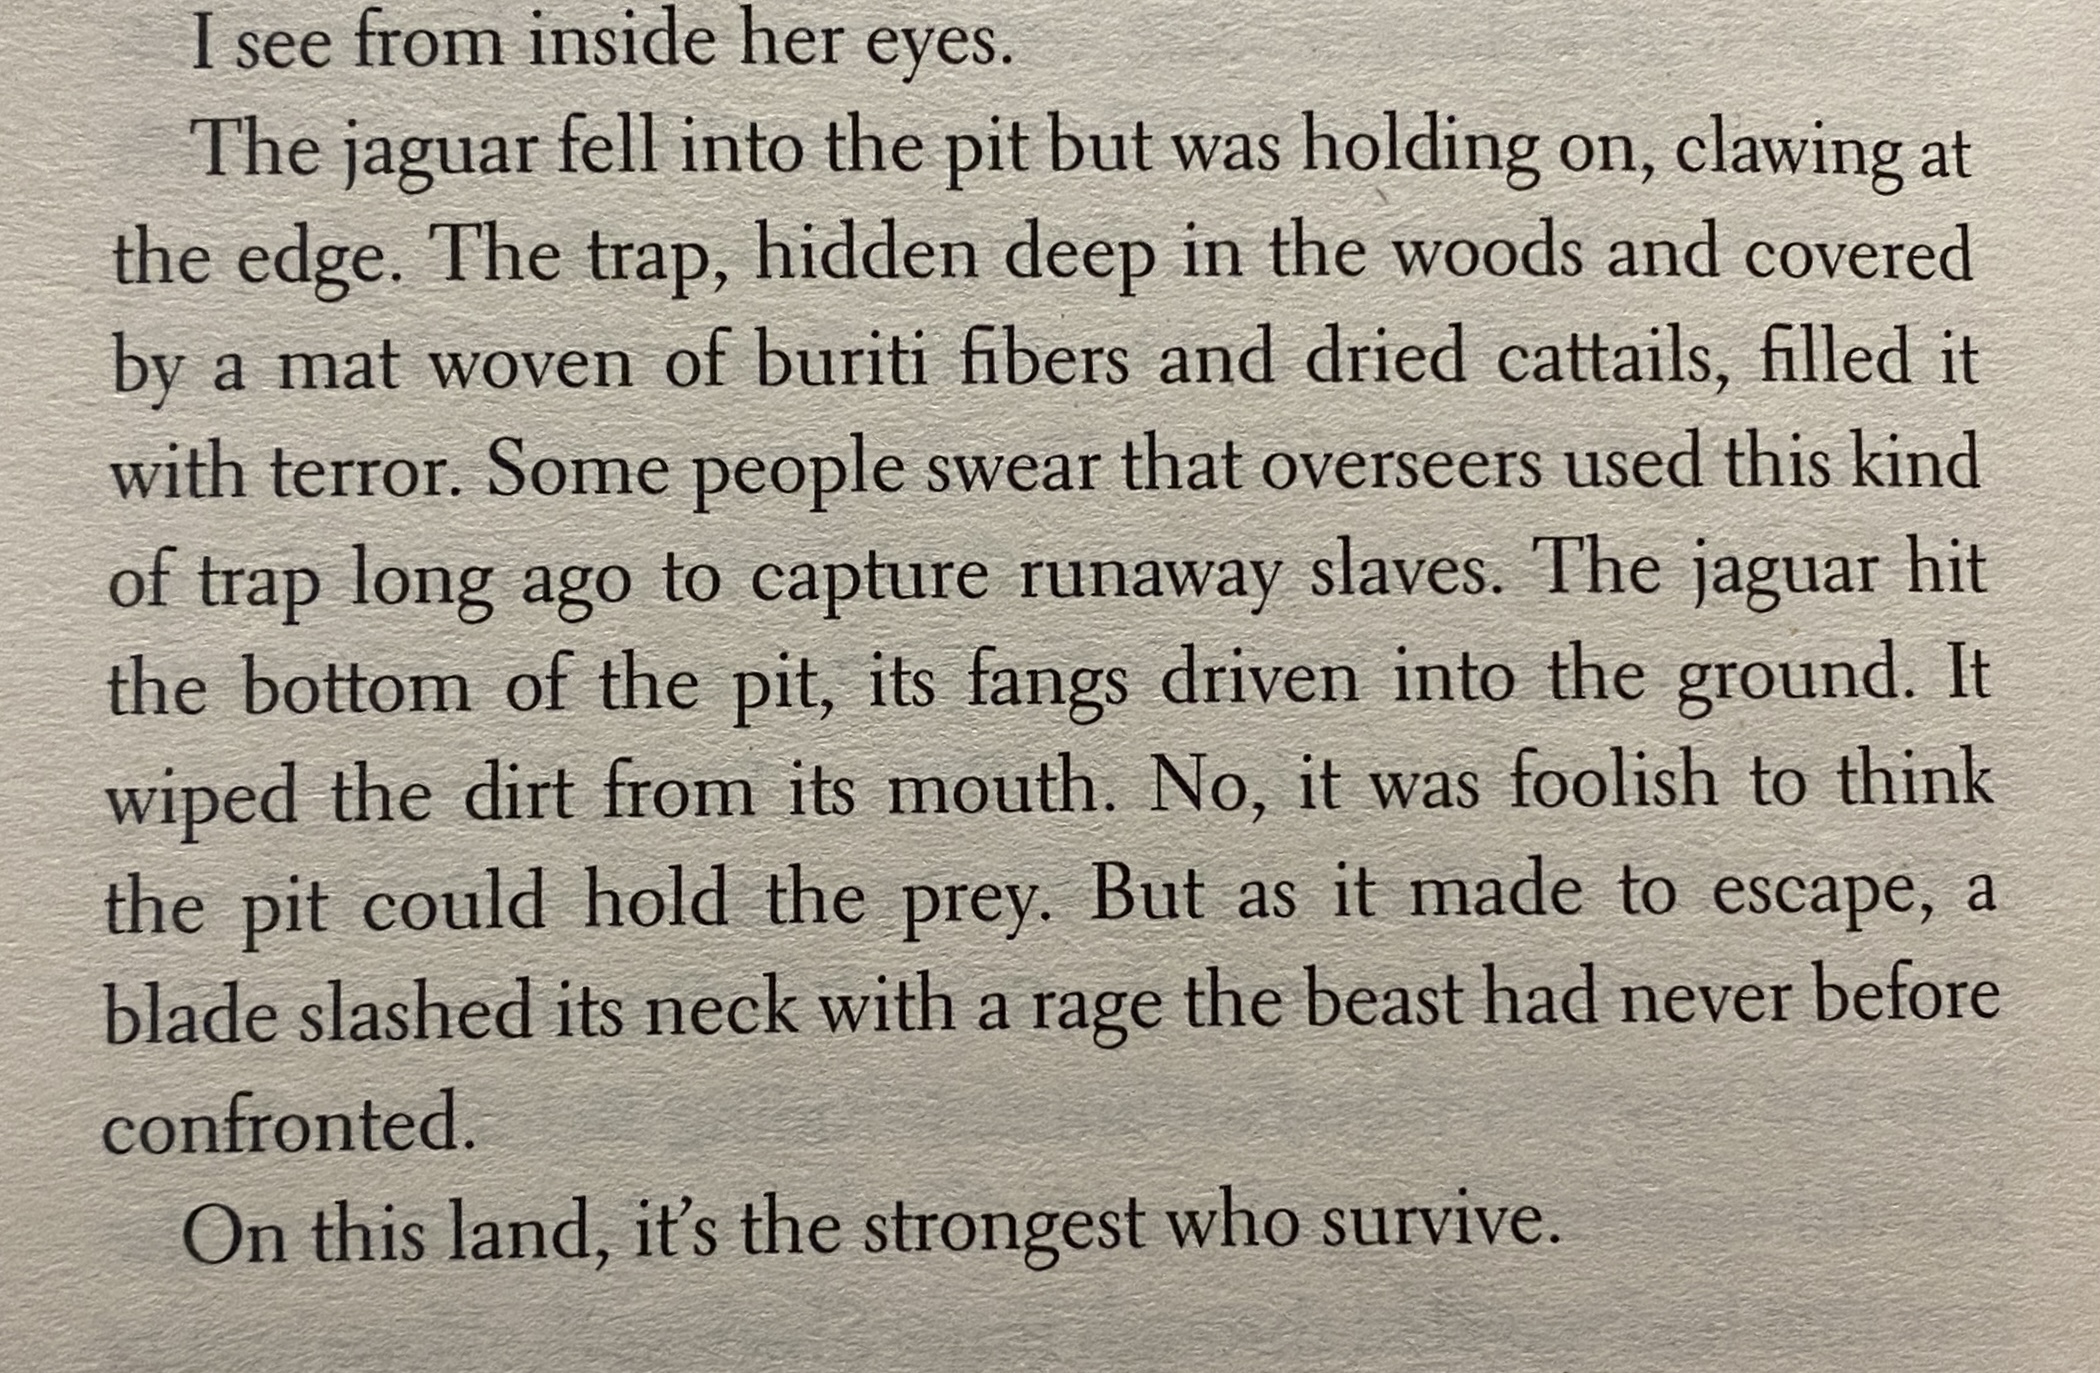 I see from inside her eyes.
The jaguar fell into the pit but was holding on, clawing at
the edge. The trap, hidden deep in the woods and covered
by a mat woven of buriti fibers and dried cattails, filled it
with terror. Some people swear that overseers used this kind
of trap long ago to capture runaway slaves. The jaguar hit
the bottom of the pit, its fangs driven into the ground. It
wiped the dirt from its mouth. No, it was foolish to think
the pit could hold the prey. But as it made to escape, a
blade slashed its neck with a rage the beast had never before
confronted.
On this land, it’s the strongest who survive.